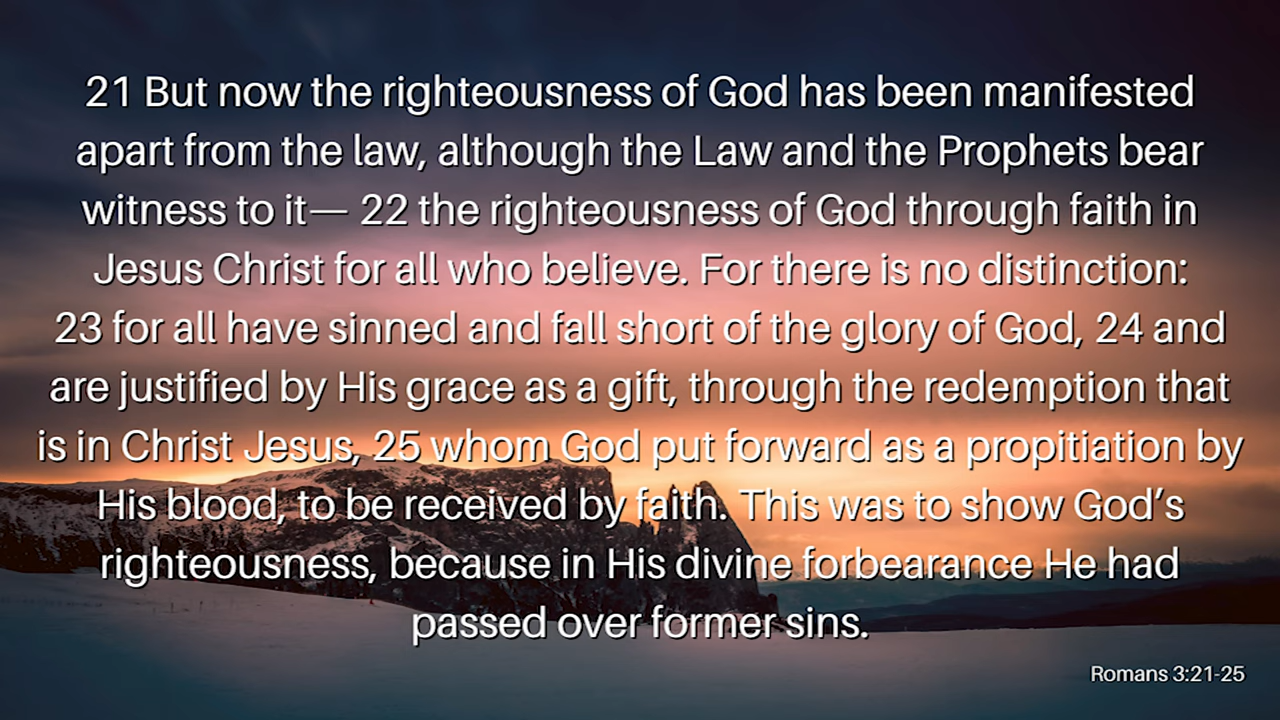 21 But now the righteousness of God has been manifested
apart from the law, although the Law and the Prophets bear
witness to it— 22 the righteousness of God through faith in
Jesus Christ for all who believe. For there is no distinction:
23 for all have sinned and fall short of the glory of God, 24 and
are justified by His grace as a gift, through the redemption that
is in Christ Jesus, 25 whom God put forward as a propitiation by
His blood, to be received by faith. This was to show God’s
righteousness, because in His divine forbearance He had
passed over former sins.
Romans 3:21-25